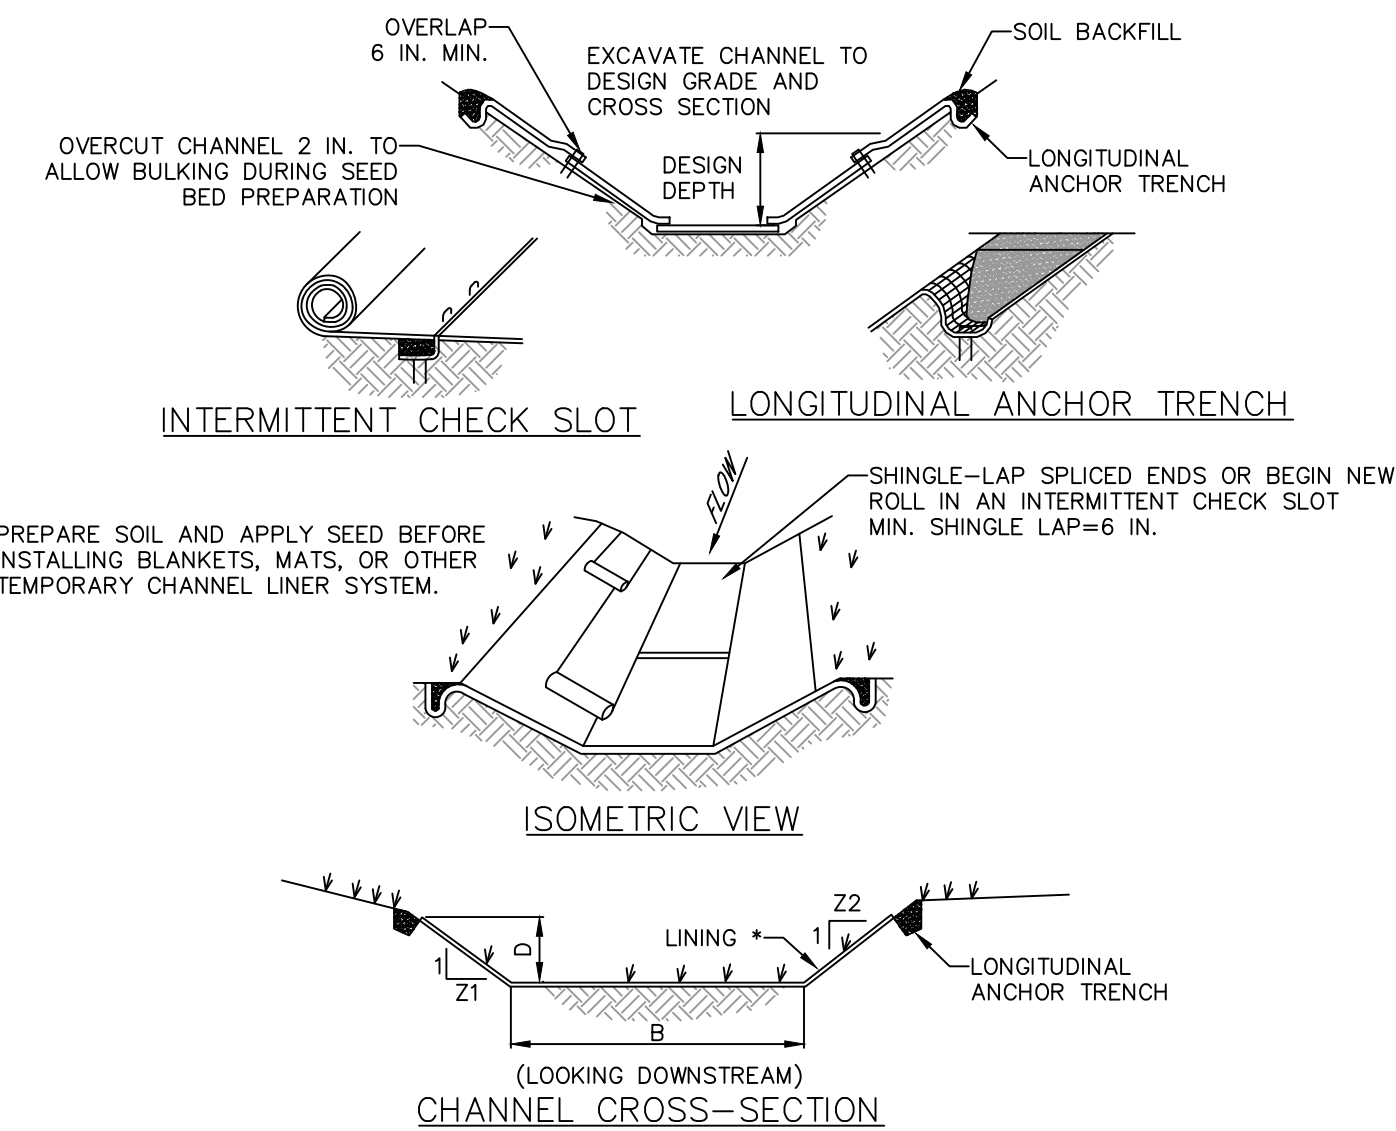 OVERLAP
6 IN. MIN.
EXCAVATE CHANNEL TO
DESIGN GRADE AND
CROSS SECTION
SOIL BACKFILL
OVERCUT CHANNEL 2 IN. TO
ALLOW BULKING DURING SEED
BED PREPARATION
DESIGN
DEPTH
LONGITUDINAL
ANCHOR TRENCH
INTERMITTENT CHECK SLOT
LONGITUDINAL ANCHOR TRENCH
FLOW
SHINGLE-LAP SPLICED ENDS OR BEGIN NEW
ROLL IN AN INTERMITTENT CHECK SLOT
MIN. SHINGLE LAP=6 IN.
PREPARE SOIL AND APPLY SEED BEFORE
NSTALLING BLANKETS, MATS, OR OTHER
TEMPORARY CHANNEL LINER SYSTEM.
ISOMETRIC VIEW
D
1
Z1
LINING *
1
Z2
LONGITUDINAL
ANCHOR TRENCH
B
(LOOKING DOWNSTREAM)
CHANNEL CROSS-SECTION